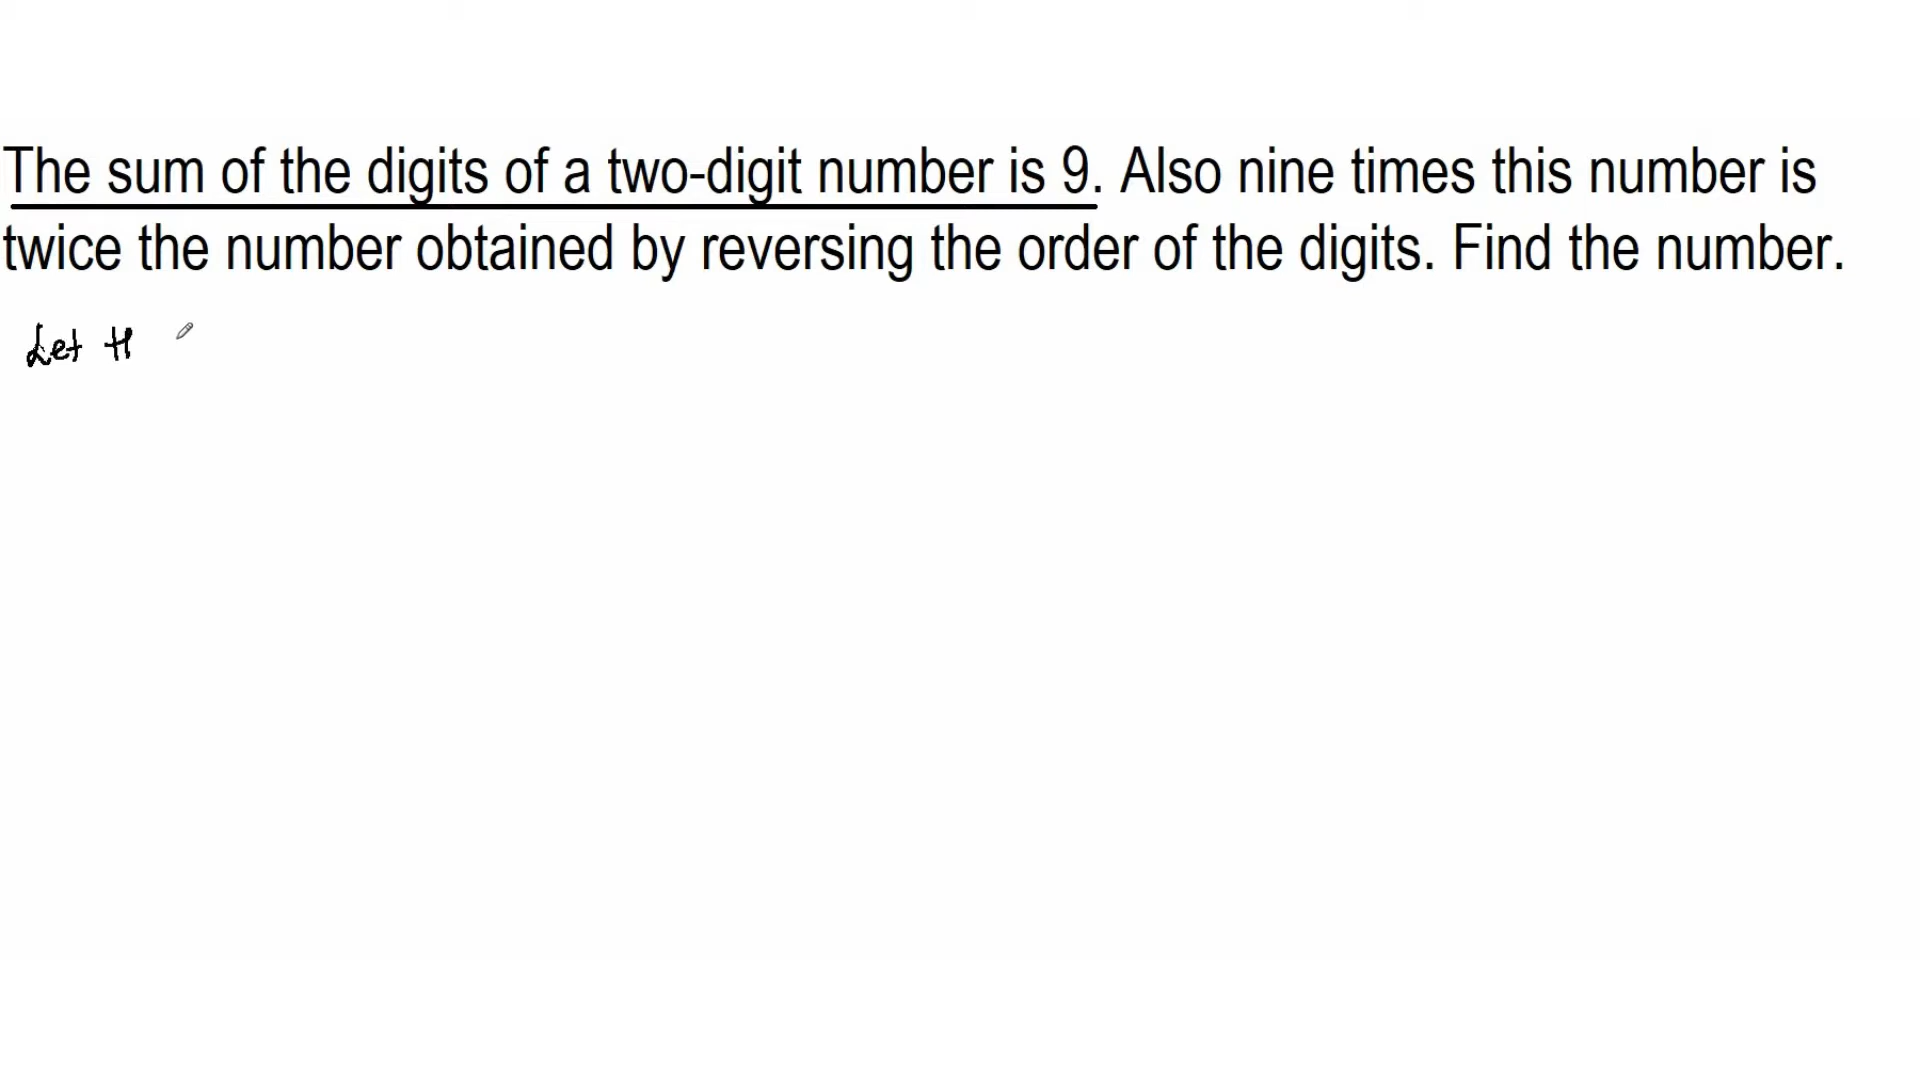 The sum of the digits of a two-digit number is 9. Also nine times this number is
twice the number obtained by reversing the order of the digits. Find the number.
Let